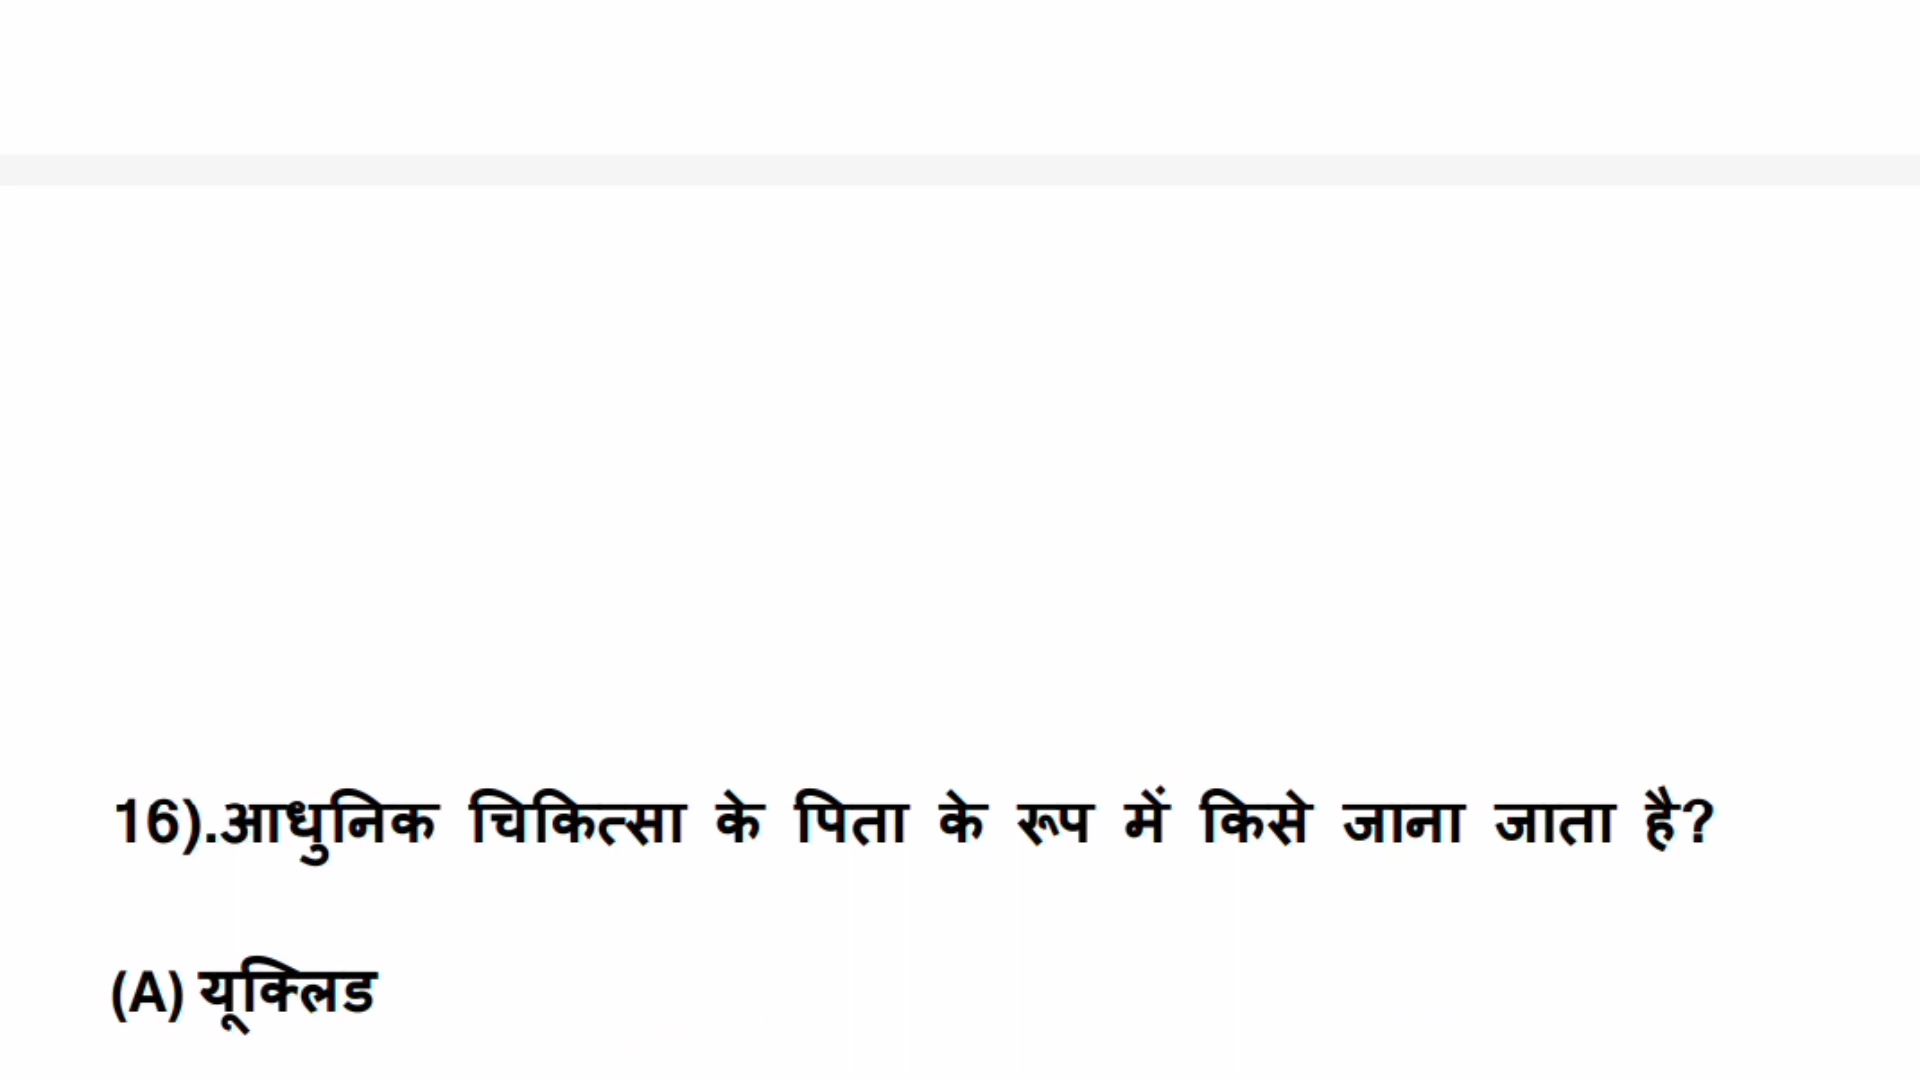 16).आधुनिक चिकित्सा के पिता के रूप में किसे जाना जाता है?
(A) यूक्लिड